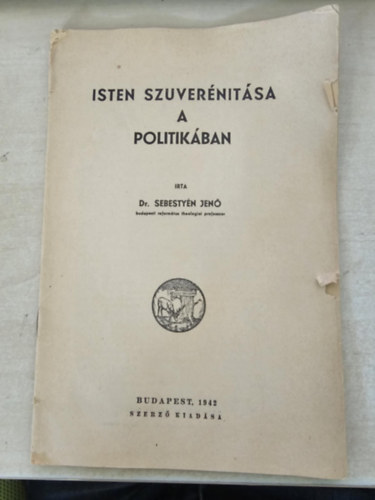 ISTEN SZUVERÉNITÁSA
A
POLITIKÁBAN
IRTA
Dr. SEBESTYÉN JENŐ
budapesti református theologiai professzor
BUDAPEST, 1942
SZERZŐ KIADÁSA